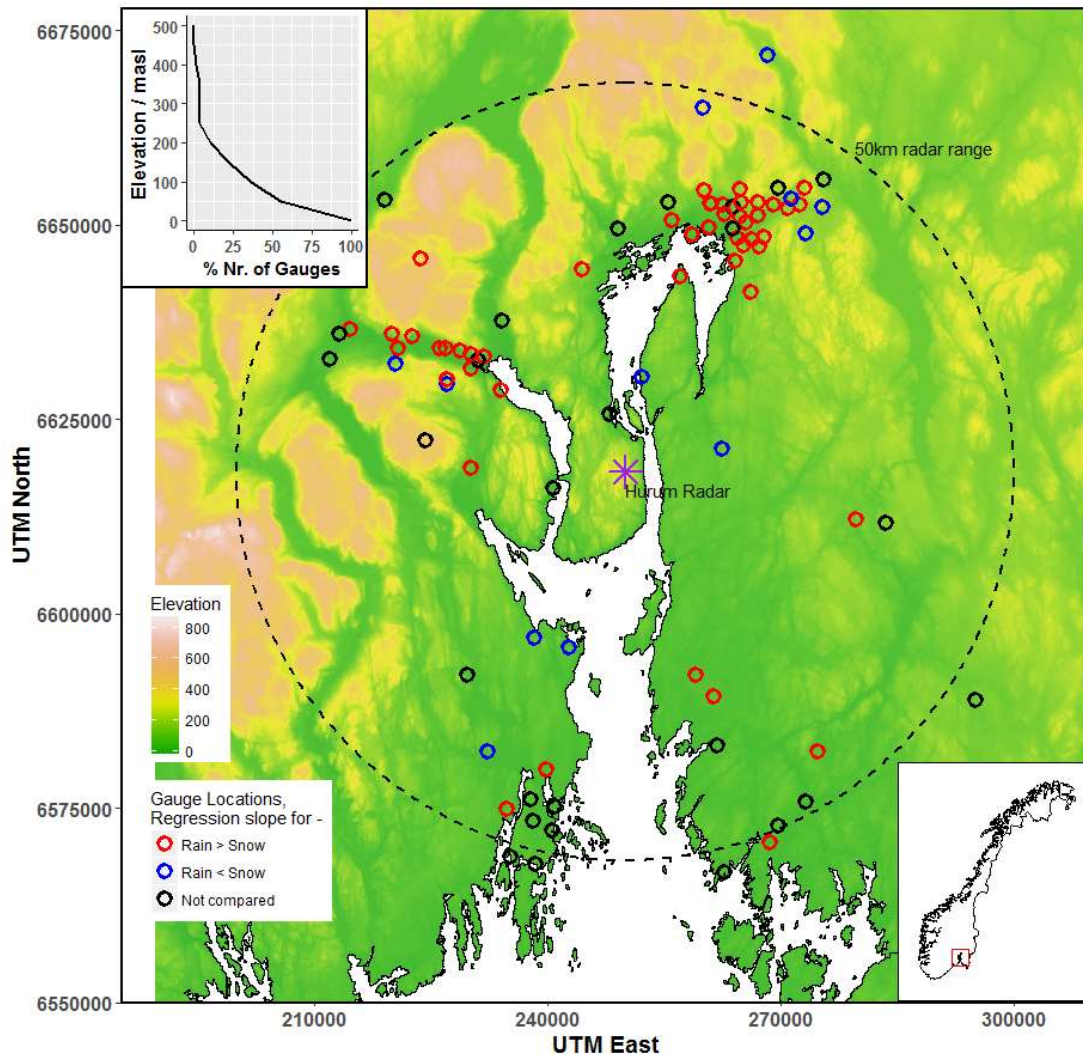 6675000
6650000
6625000
6600000
6575000
6550000
UTM North
500
400
300
200
100
0
Elevation / masl
0 25 50 75 100
% Nr. of Gauges
50km radar range
Hurum Radar
Elevation
800
600
400
200
0
Gauge Locations,
Regression slope for -
Rain > Snow
Rain < Snow
Not compared
210000 240000 270000 300000
UTM East